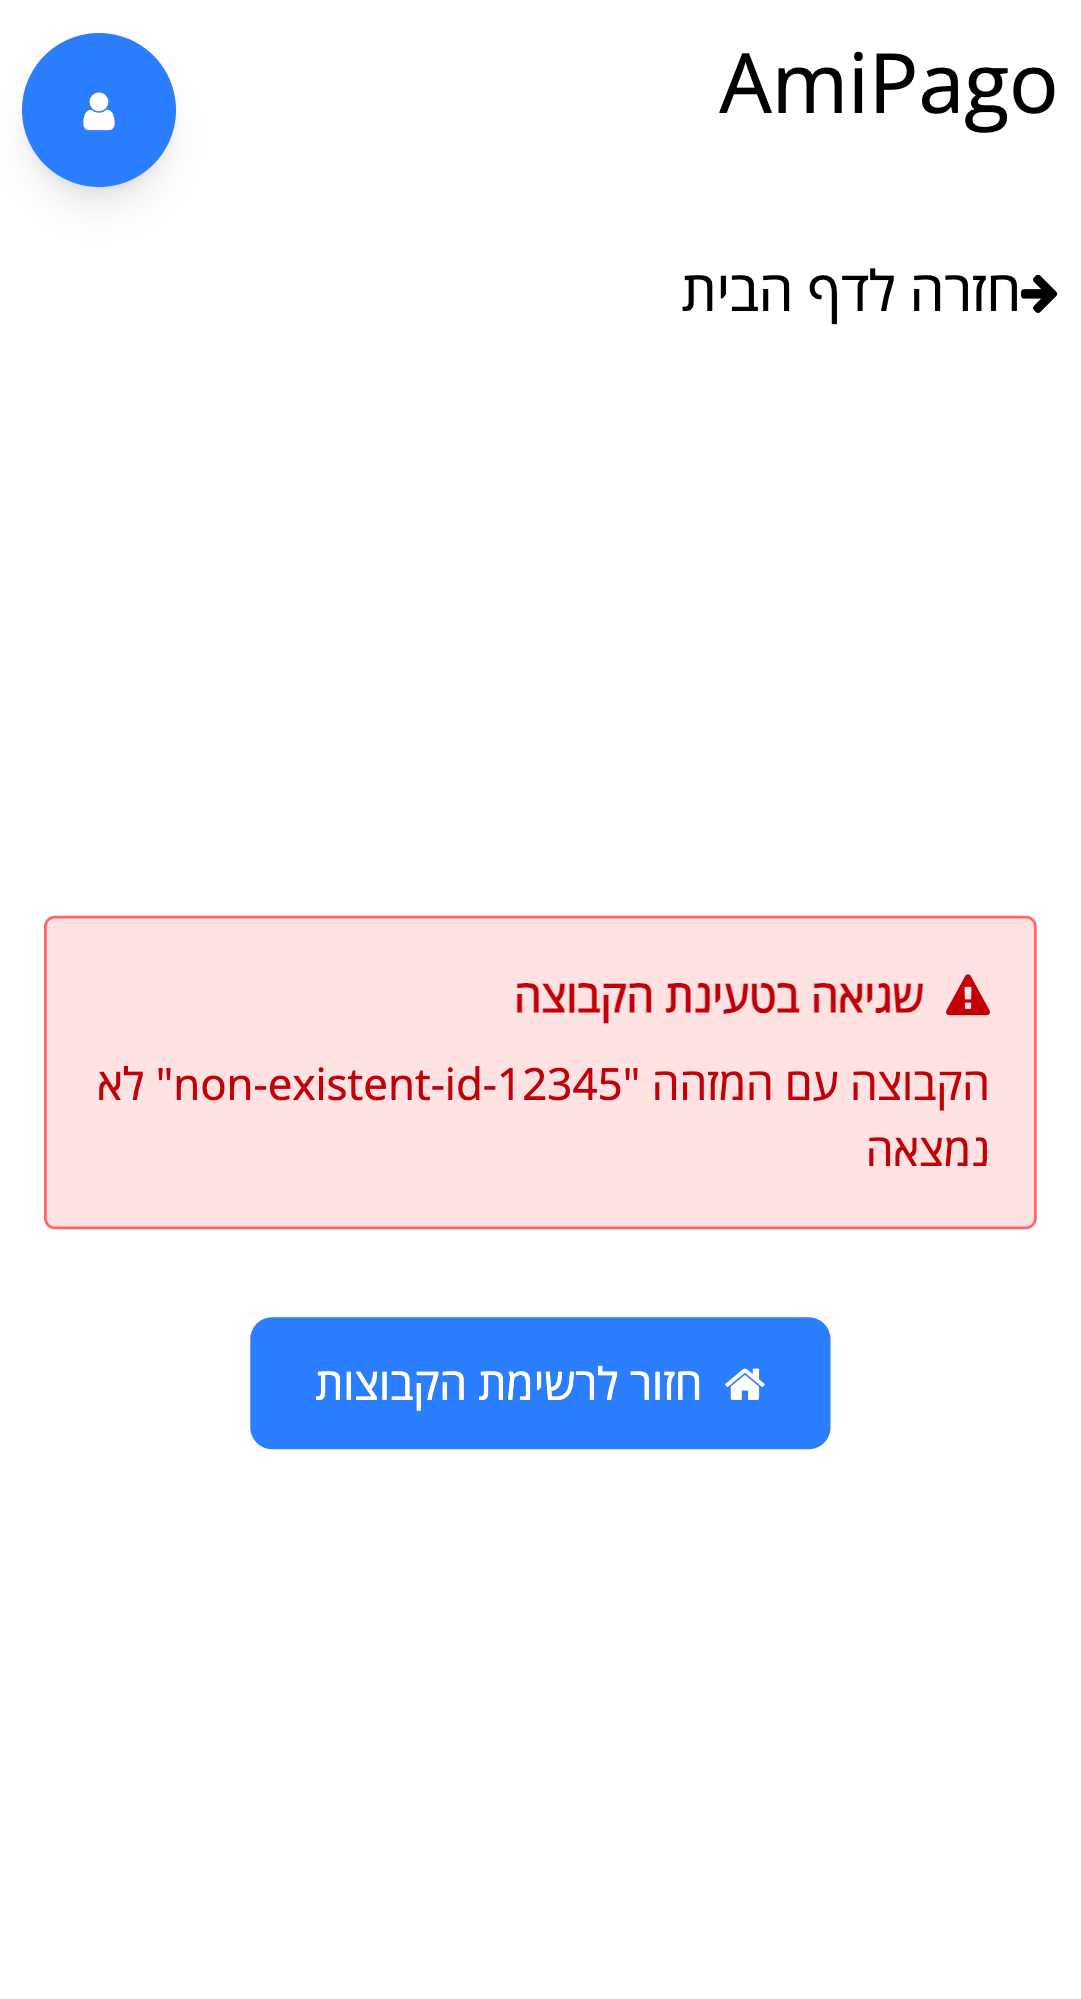 AmiPago
חזרה לדף הבית
שגיאה בטעינת הקבוצה
הקבוצה עם המזהה "non-existent-id-12345" לא
נמצאה
חזור לרשימת הקבוצות